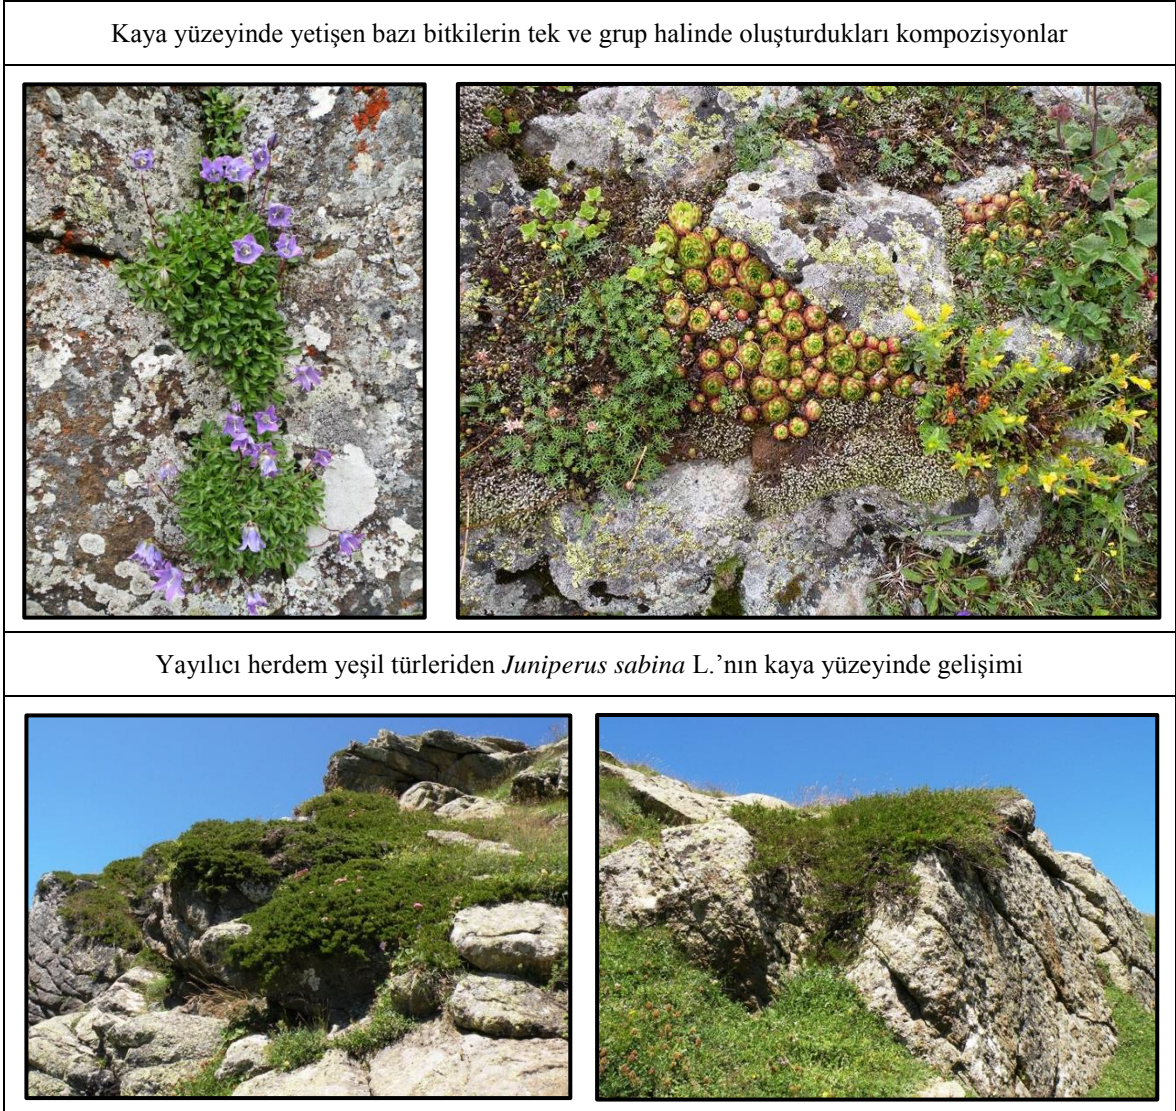 Kaya yüzeyinde yetişen bazı bitkilerin tek ve grup halinde oluşturdukları kompozisyonlar
Yayılıcı herdem yeşil türleriden Juniperus sabina L.’nın kaya yüzeyinde gelişimi